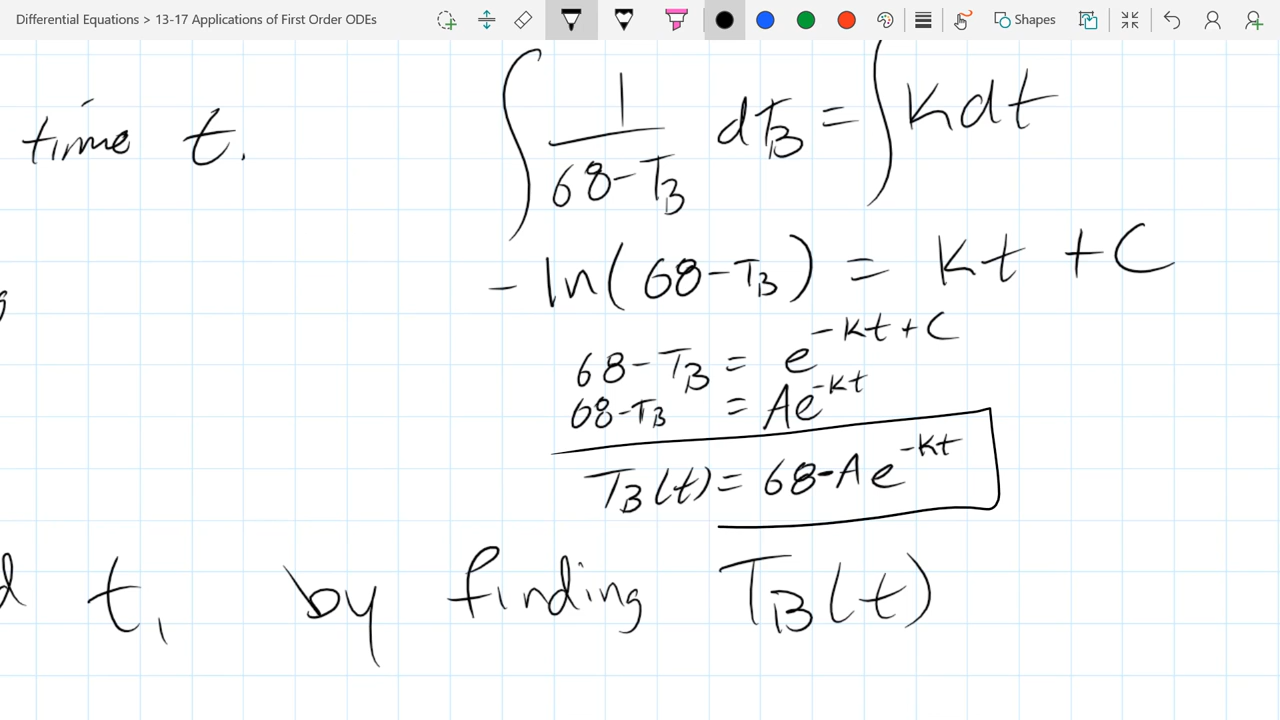 Differential Equations > 13-17 Applications of First Order ODEs
Shapes
time t.
∫ 1/(68-T_B) dT_B = ∫ K dt
-ln(68-T_B) = Kt + C
68-T_B = e^(-Kt+C)
68-T_B = Ae^(-Kt)
T_B(t) = 68-Ae^(-Kt)
t, by finding T_B(t)